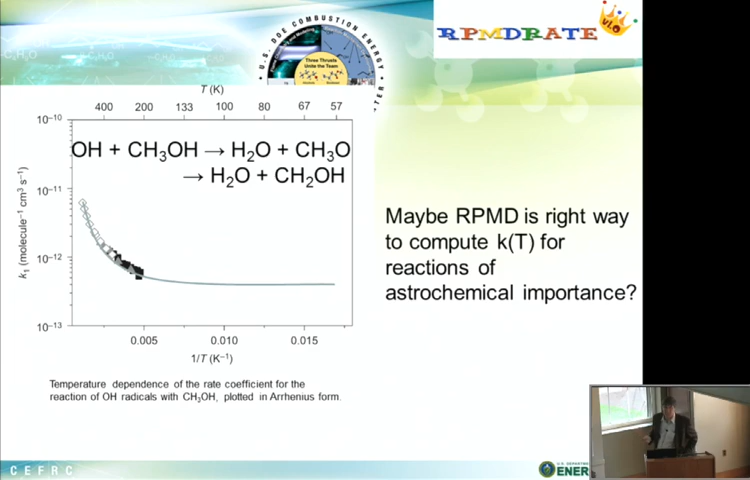 U.S. DOE COMBUSTION ENERGY
Three Thrusts
Unite the Team
RPMDRATE
VLO
T (K)
400 200 133 100 80 67 57
10⁻¹⁰
OH + CH₃OH → H₂O + CH₃O
→ H₂O + CH₂OH
10⁻¹¹
10⁻¹²
10⁻¹³
k₁ (molecule⁻¹ cm³ s⁻¹)
0.005 0.010 0.015
1/T (K⁻¹)
Maybe RPMD is right way
to compute k(T) for
reactions of
astrochemical importance?
Temperature dependence of the rate coefficient for the
reaction of OH radicals with CH₃OH, plotted in Arrhenius form.
CEFRC
U.S. DEPARTMENT
ENER